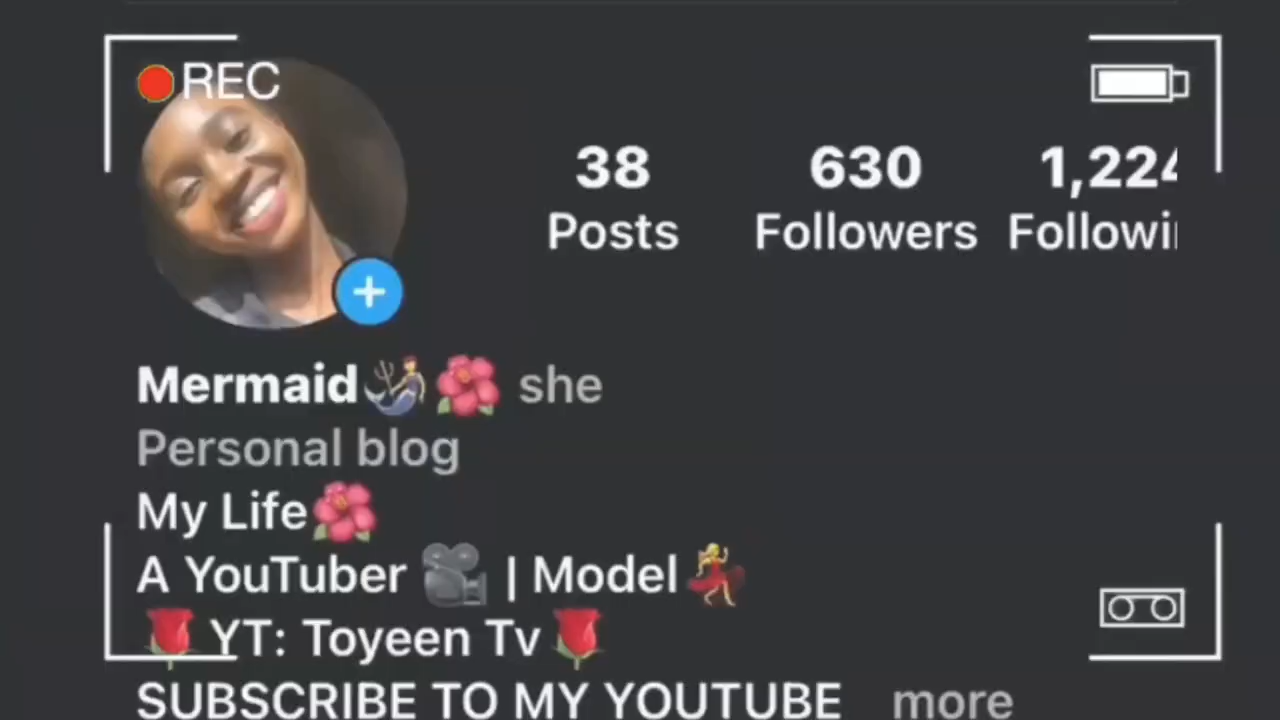 REC
38 630 1,224
Posts Followers Followi
Mermaid🧜‍♀️🌺 she
Personal blog
My Life🌺
A YouTuber 🎥 | Model💃
🌹 YT: Toyeen Tv🌹
SUBSCRIBE TO MY YOUTUBE more